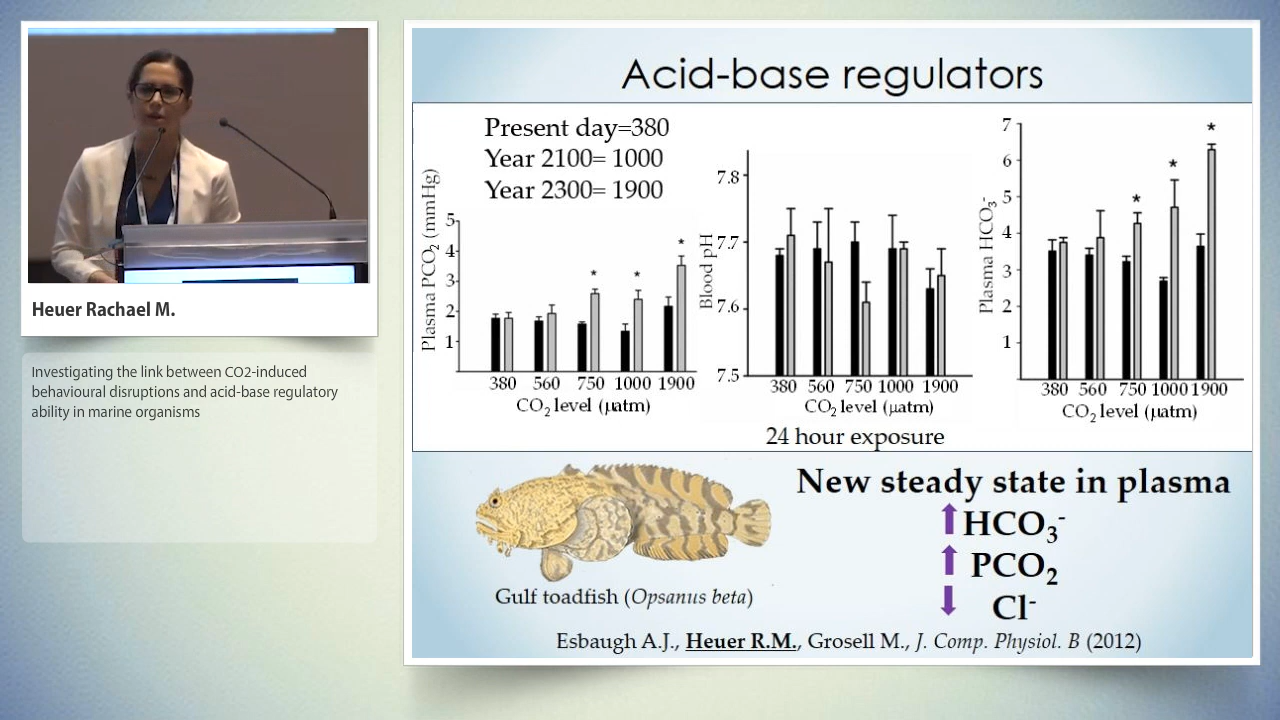 Heuer Rachael M.
Investigating the link between CO2-induced
behavioural disruptions and acid-base regulatory
ability in marine organisms
Acid-base regulators
Present day=380
Year 2100= 1000
Year 2300= 1900
Plasma PCO₂ (mmHg)
5
4
3
2
1
* * *
380 560 750 1000 1900
CO₂ level (µatm)
Blood pH
7.8
7.7
7.6
7.5
380 560 750 1000 1900
CO₂ level (µatm)
Plasma HCO₃⁻
7
6
5
4
3
2
1
* * *
380 560 750 1000 1900
CO₂ level (µatm)
24 hour exposure
Gulf toadfish (Opsanus beta)
New steady state in plasma
HCO₃⁻
PCO₂
Cl⁻
Esbaugh A.J., Heuer R.M., Grosell M., J. Comp. Physiol. B (2012)